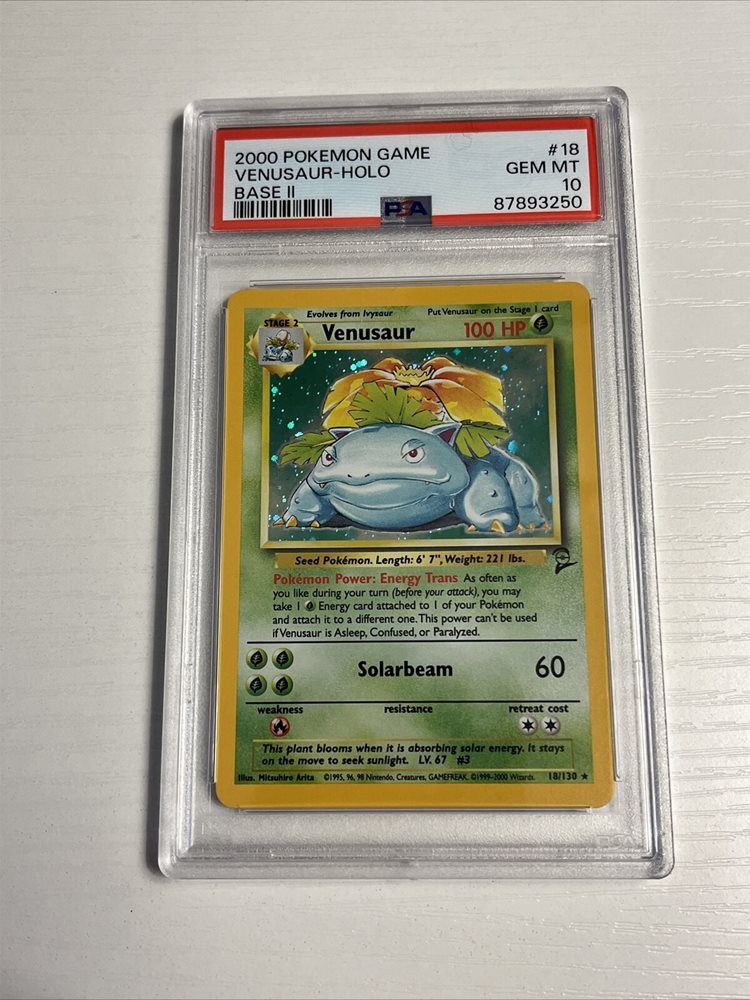 2000 POKEMON GAME #18
VENUSAUR-HOLO GEM MT
BASE II 10
PSA 87893250
Evolves from Ivysaur Put Venusaur on the Stage 1 card
STAGE 2 Venusaur 100 HP
Seed Pokémon. Length: 6' 7", Weight: 221 lbs.
Pokémon Power: Energy Trans As often as
you like during your turn (before your attack), you may
take 1 Energy card attached to 1 of your Pokémon
and attach it to a different one. This power can't be used
if Venusaur is Asleep, Confused, or Paralyzed.
Solarbeam 60
weakness resistance retreat cost
This plant blooms when it is absorbing solar energy. It stays
on the move to seek sunlight. LV. 67 #3
Illus. Mitsuhiro Arita ©1995, 96, 98 Nintendo, Creatures, GAMEFREAK. ©1999-2000 Wizards. 18/130 ★